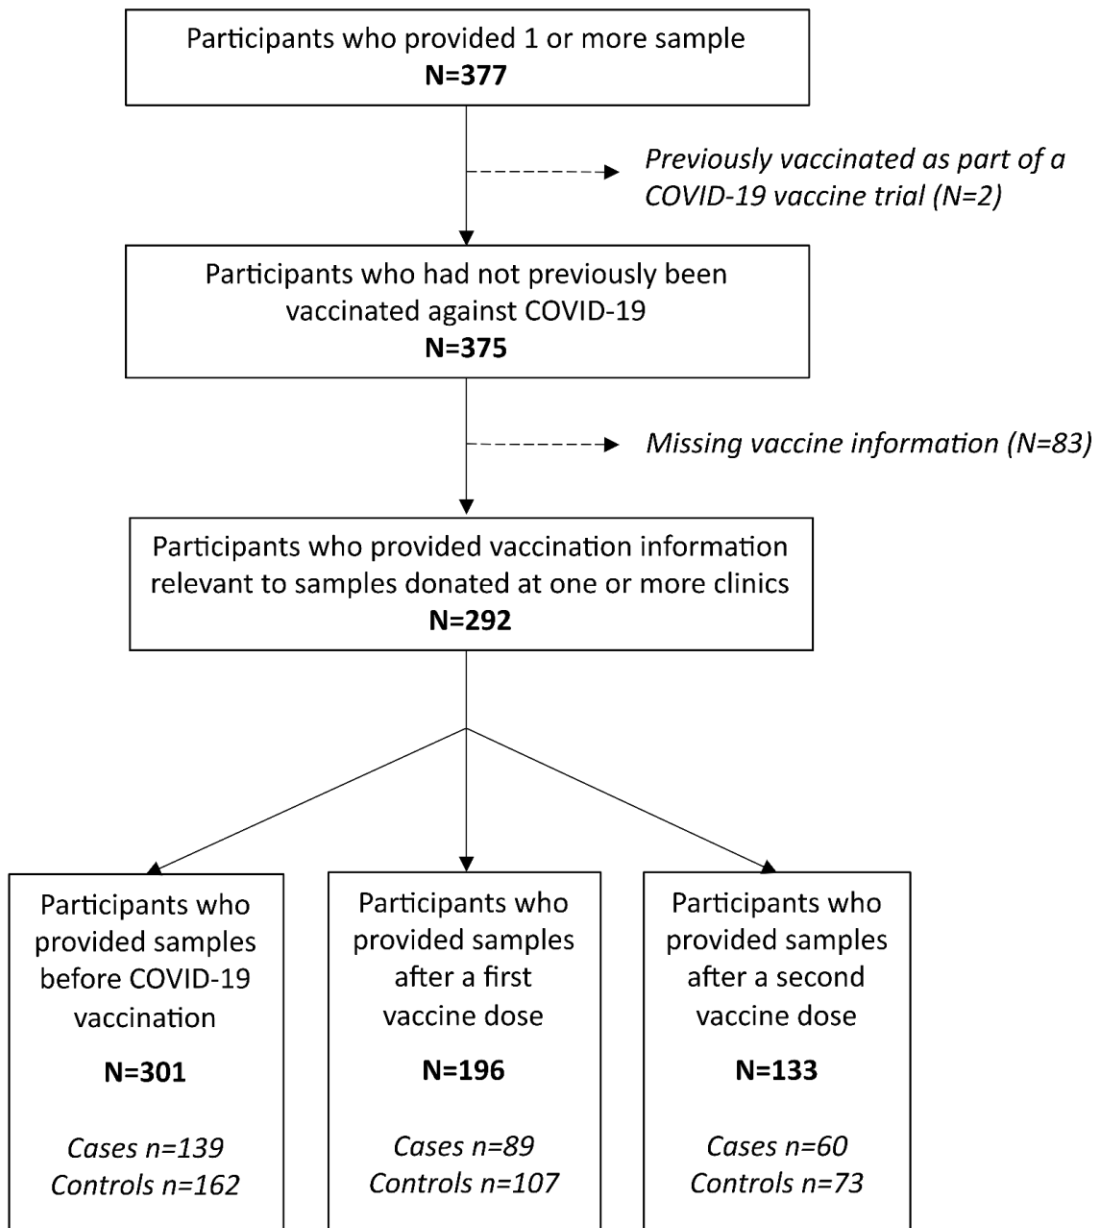 Participants who provided 1 or more sample
N=377
Previously vaccinated as part of a
COVID-19 vaccine trial (N=2)
Participants who had not previously been
vaccinated against COVID-19
N=375
Missing vaccine information (N=83)
Participants who provided vaccination information
relevant to samples donated at one or more clinics
N=292
Participants who
provided samples
before COVID-19
vaccination
N=301
Cases n=139
Controls n=162
Participants who
provided samples
after a first
vaccine dose
N=196
Cases n=89
Controls n=107
Participants who
provided samples
after a second
vaccine dose
N=133
Cases n=60
Controls n=73